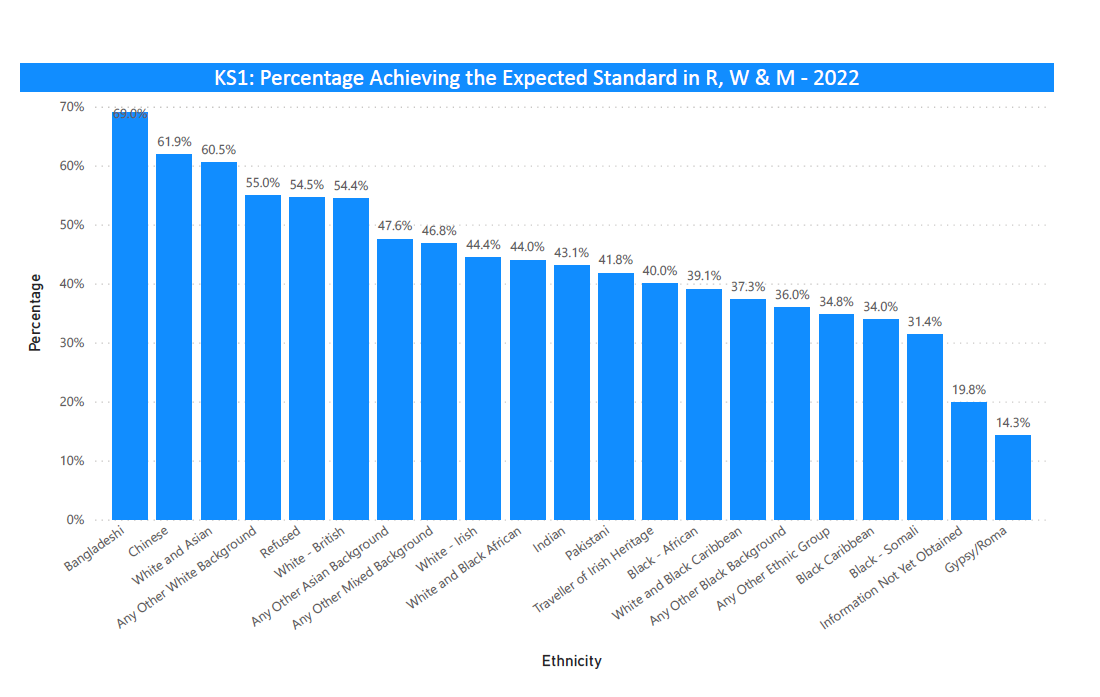 KS1: Percentage Achieving the Expected Standard in R, W & M - 2022
70%
60%
50%
40%
30%
20%
10%
0%
Percentage
69.0%
61.9%
60.5%
55.0%
54.5%
54.4%
47.6%
46.8%
44.4%
44.0%
43.1%
41.8%
40.0%
39.1%
37.3%
36.0%
34.8%
34.0%
31.4%
19.8%
14.3%
Bangladeshi
Chinese
White and Asian
Any Other White Background
Refused
White - British
Any Other Asian Background
Any Other Mixed Background
White - Irish
White and Black African
Indian
Pakistani
Traveller of Irish Heritage
Black - African
White and Black Caribbean
Any Other Black Background
Any Other Ethnic Group
Black Caribbean
Black - Somali
Information Not Yet Obtained
Gypsy/Roma
Ethnicity